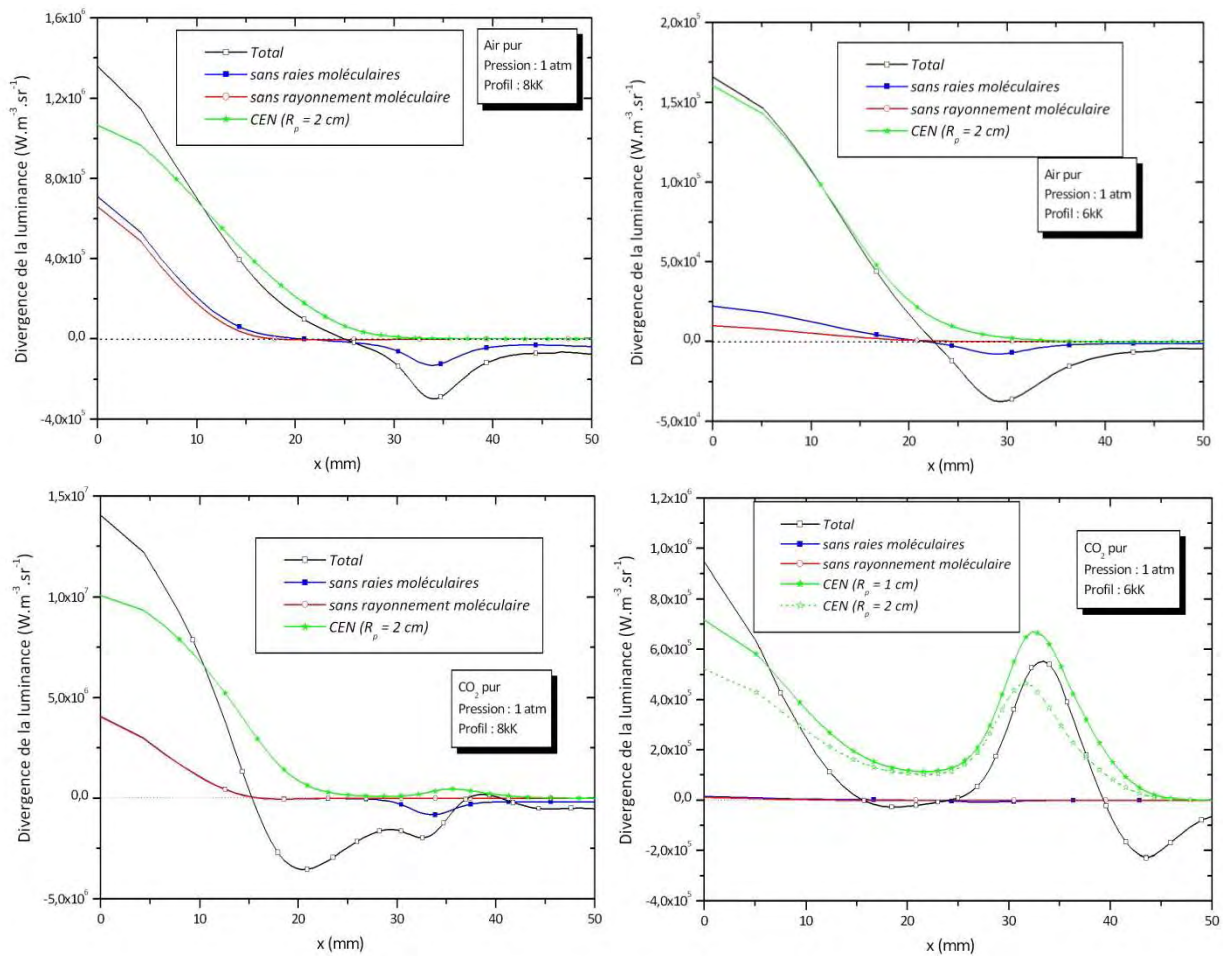 Divergence de la luminance (W.m⁻³.sr⁻¹)
1,6x10⁶
1,2x10⁶
8,0x10⁵
4,0x10⁵
0,0
-4,0x10⁵
Total
sans raies moléculaires
sans rayonnement moléculaire
CEN (Rₚ = 2 cm)
Air pur
Pression : 1 atm
Profil : 8kK
0 10 20 30 40 50
x (mm)
Divergence de la luminance (W.m⁻³.sr⁻¹)
2,0x10⁵
1,5x10⁵
1,0x10⁵
5,0x10⁴
0,0
-5,0x10⁴
Total
sans raies moléculaires
sans rayonnement moléculaire
CEN (Rₚ = 2 cm)
Air pur
Pression : 1 atm
Profil : 6kK
0 10 20 30 40 50
x (mm)
Divergence de la luminance (W.m⁻³.sr⁻¹)
1,5x10⁷
1,0x10⁷
5,0x10⁶
0,0
-5,0x10⁶
Total
sans raies moléculaires
sans rayonnement moléculaire
CEN (Rₚ = 2 cm)
CO₂ pur
Pression : 1 atm
Profil : 8kK
0 10 20 30 40 50
x (mm)
Divergence de la luminance (W.m⁻³.sr⁻¹)
1,2x10⁶
1,0x10⁶
8,0x10⁵
6,0x10⁵
4,0x10⁵
2,0x10⁵
0,0
-2,0x10⁵
-4,0x10⁵
Total
sans raies moléculaires
sans rayonnement moléculaire
CEN (Rₚ = 1 cm)
CEN (Rₚ = 2 cm)
CO₂ pur
Pression : 1 atm
Profil : 6kK
0 10 20 30 40 50
x (mm)